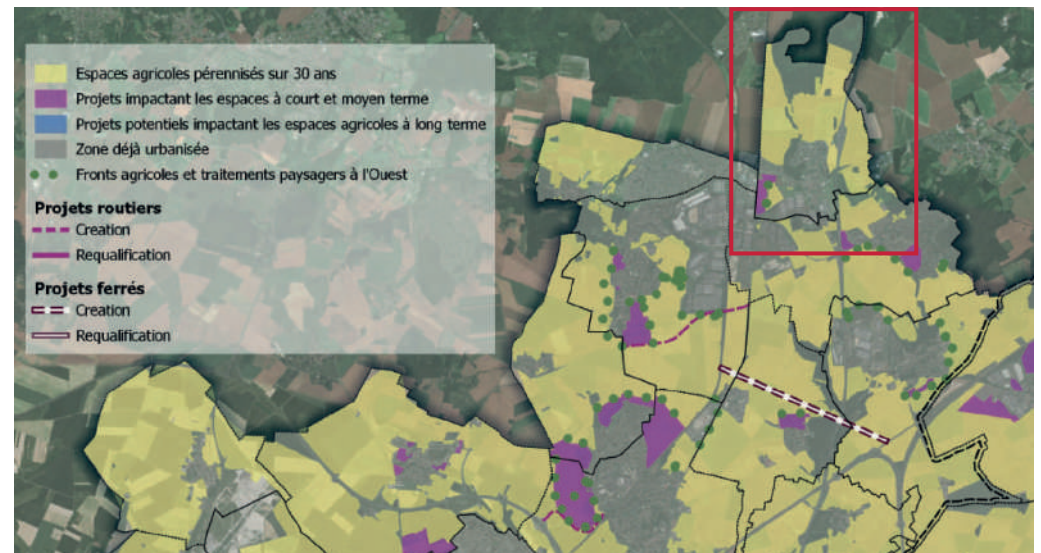 Espaces agricoles pérennisés sur 30 ans
Projets impactant les espaces à court et moyen terme
Projets potentiels impactant les espaces agricoles à long terme
Zone déjà urbanisée
Fronts agricoles et traitements paysagers à l'Ouest
Projets routiers
Creation
Requalification
Projets ferrés
Creation
Requalification